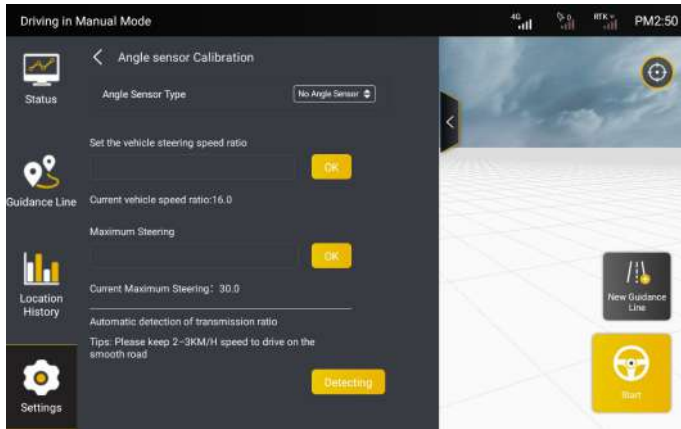 Driving in Manual Mode
4G
0
RTK
PM2:50
Status
Angle sensor Calibration
Angle Sensor Type
No Angle Sensor
Set the vehicle steering speed ratio
OK
Guidance Line
Current vehicle speed ratio:16.0
Maximum Steering
OK
Location
History
Current Maximum Steering: 30.0
Automatic detection of transmission ratio
Tips: Please keep 2-3KM/H speed to drive on the
smooth road
Detecting
Settings
New Guidance
Line
Start